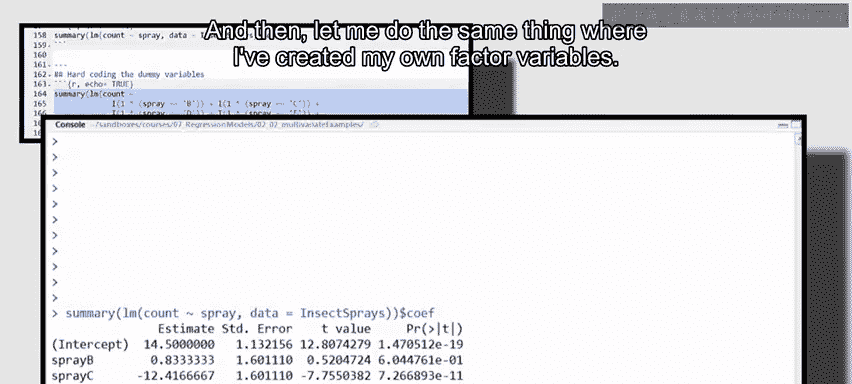 158 summary(lm(count ~ spray, data = I
And then, let me do the same thing where
I've created my own factor variables.
159
160
161 ---
162 ## Hard coding the dummy variables
163 ```{r, echo= TRUE}
164 summary(lm(count ~
165 I(1 * (spray == 'B')) + I(1 * (spray == 'C')) +
Console ~/sandboxes/courses/07_RegressionModels/02_02_multivariateExamples/
>
>
>
>
>
>
>
>
>
>
>
> summary(lm(count ~ spray, data = InsectSprays))$coef
Estimate Std. Error t value Pr(>|t|)
(Intercept) 14.5000000 1.132156 12.8074279 1.470512e-19
sprayB 0.8333333 1.601110 0.5204724 6.044761e-01
sprayC -12.4166667 1.601110 -7.7550382 7.266893e-11